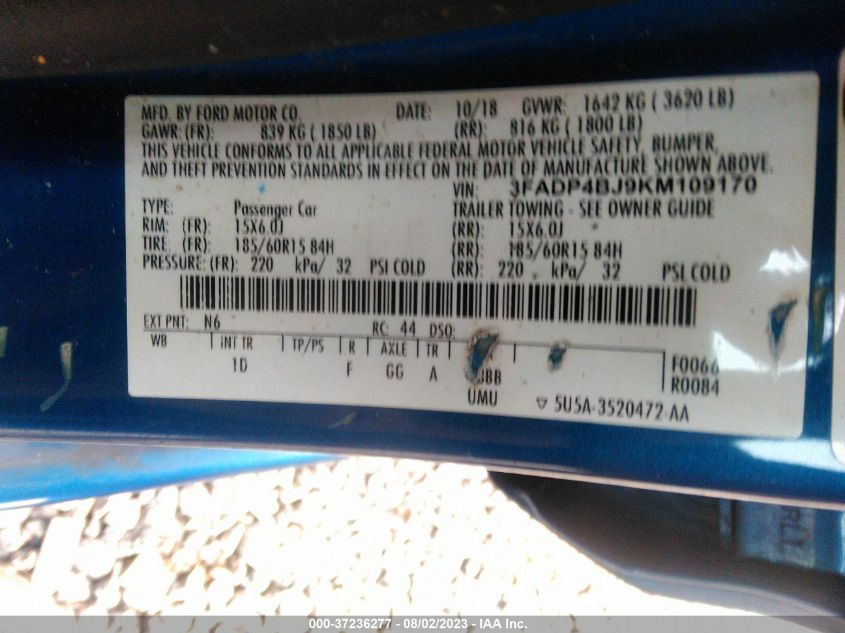 MFD. BY FORD MOTOR CO. DATE: 10/18 GVWR: 1642 KG ( 3620 LB)
GAWR: (FR): 839 KG ( 1850 LB) (RR): 816 KG ( 1800 LB)
THIS VEHICLE CONFORMS TO ALL APPLICABLE FEDERAL MOTOR VEHICLE SAFETY, BUMPER,
AND THEFT PREVENTION STANDARDS IN EFFECT ON THE DATE OF MANUFACTURE SHOWN ABOVE.
VIN: 3FADP4BJ9KM109170
TYPE: Passenger Car TRAILER TOWING - SEE OWNER GUIDE
RIM: (FR): 15X6.0J (RR): 15X6.0J
TIRE: (FR): 185/60R15 84H (RR): 185/60R15 84H
PRESSURE: (FR): 220 kPa/ 32 PSI COLD (RR): 220 kPa/ 32 PSI COLD
EXT PNT: N6 RC: 44 DSO:
WB INT TR TP/PS R AXLE TR
1D F GG A
UMU
F0066
R0084
5U5A-3520472-AA
000-37236277 - 08/02/2023 - IAA Inc.